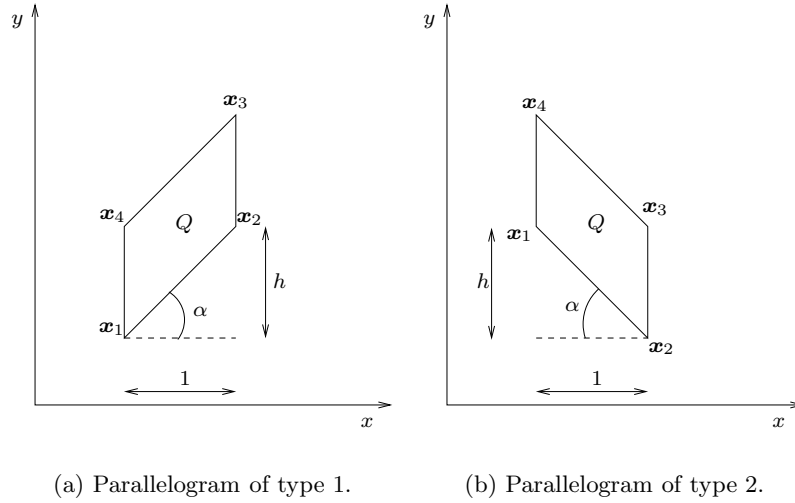 y
x₃
x₄
Q
x₂
h
α
x₁
1
x
(a) Parallelogram of type 1.
y
x₄
x₃
x₁
Q
h
α
x₂
1
x
(b) Parallelogram of type 2.